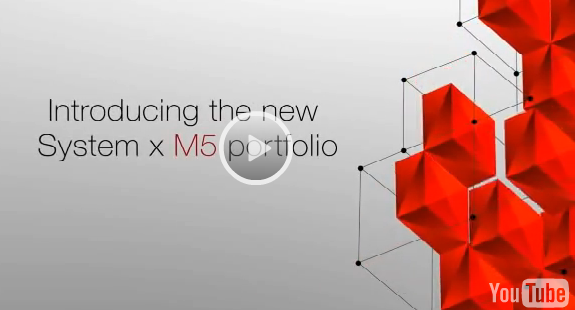 Introducing the new
System x M5 portfolio
YouTube